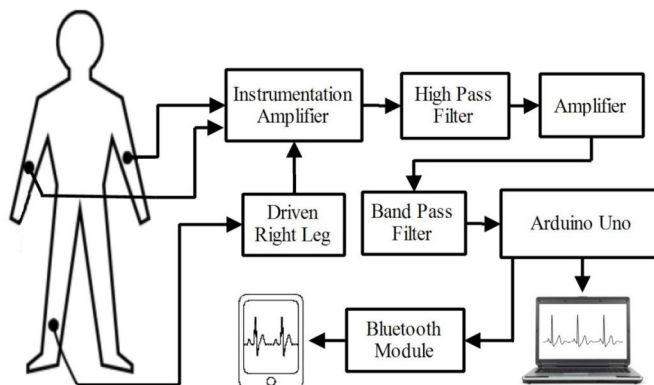 Instrumentation
Amplifier
High Pass
Filter
Amplifier
Driven
Right Leg
Band Pass
Filter
Arduino Uno
Bluetooth
Module